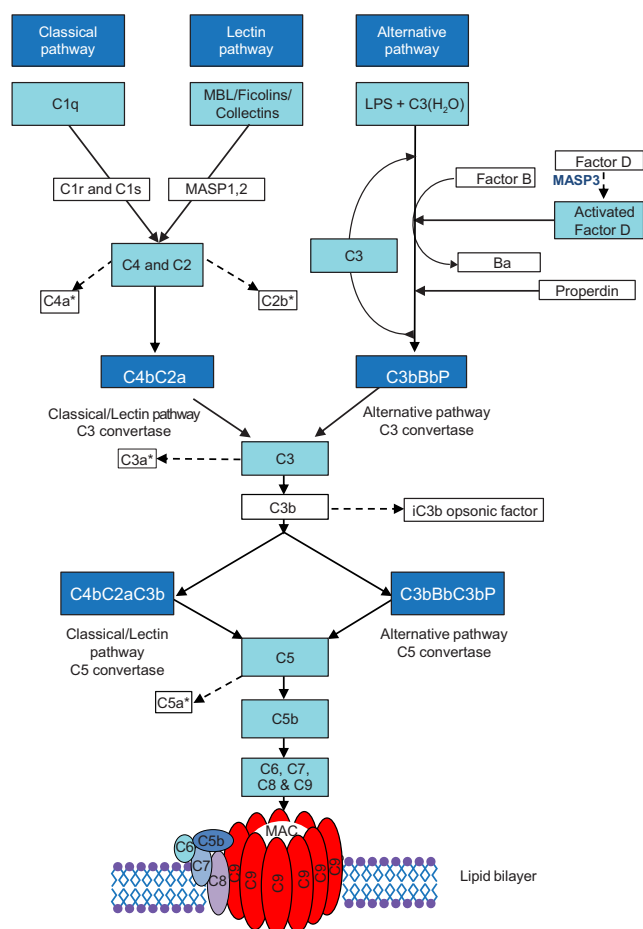 Classical
pathway
Lectin
pathway
Alternative
pathway
C1q
MBL/Ficolins/
Collectins
LPS + C3(H₂O)
C1r and C1s
MASP1,2
Factor B
Factor D
MASP3
Activated
Factor D
C4 and C2
C3
Ba
C4a*
C2b*
Properdin
C4bC2a
C3bBbP
Classical/Lectin pathway
C3 convertase
Alternative pathway
C3 convertase
C3a*
C3
C3b
iC3b opsonic factor
C4bC2aC3b
C3bBbC3bP
Classical/Lectin
pathway
C5 convertase
Alternative pathway
C5 convertase
C5
C5a*
C5b
C6, C7,
C8 & C9
MAC
C6
C5b
C7
C8
C9
C9
C9
C9
C9
C9
Lipid bilayer